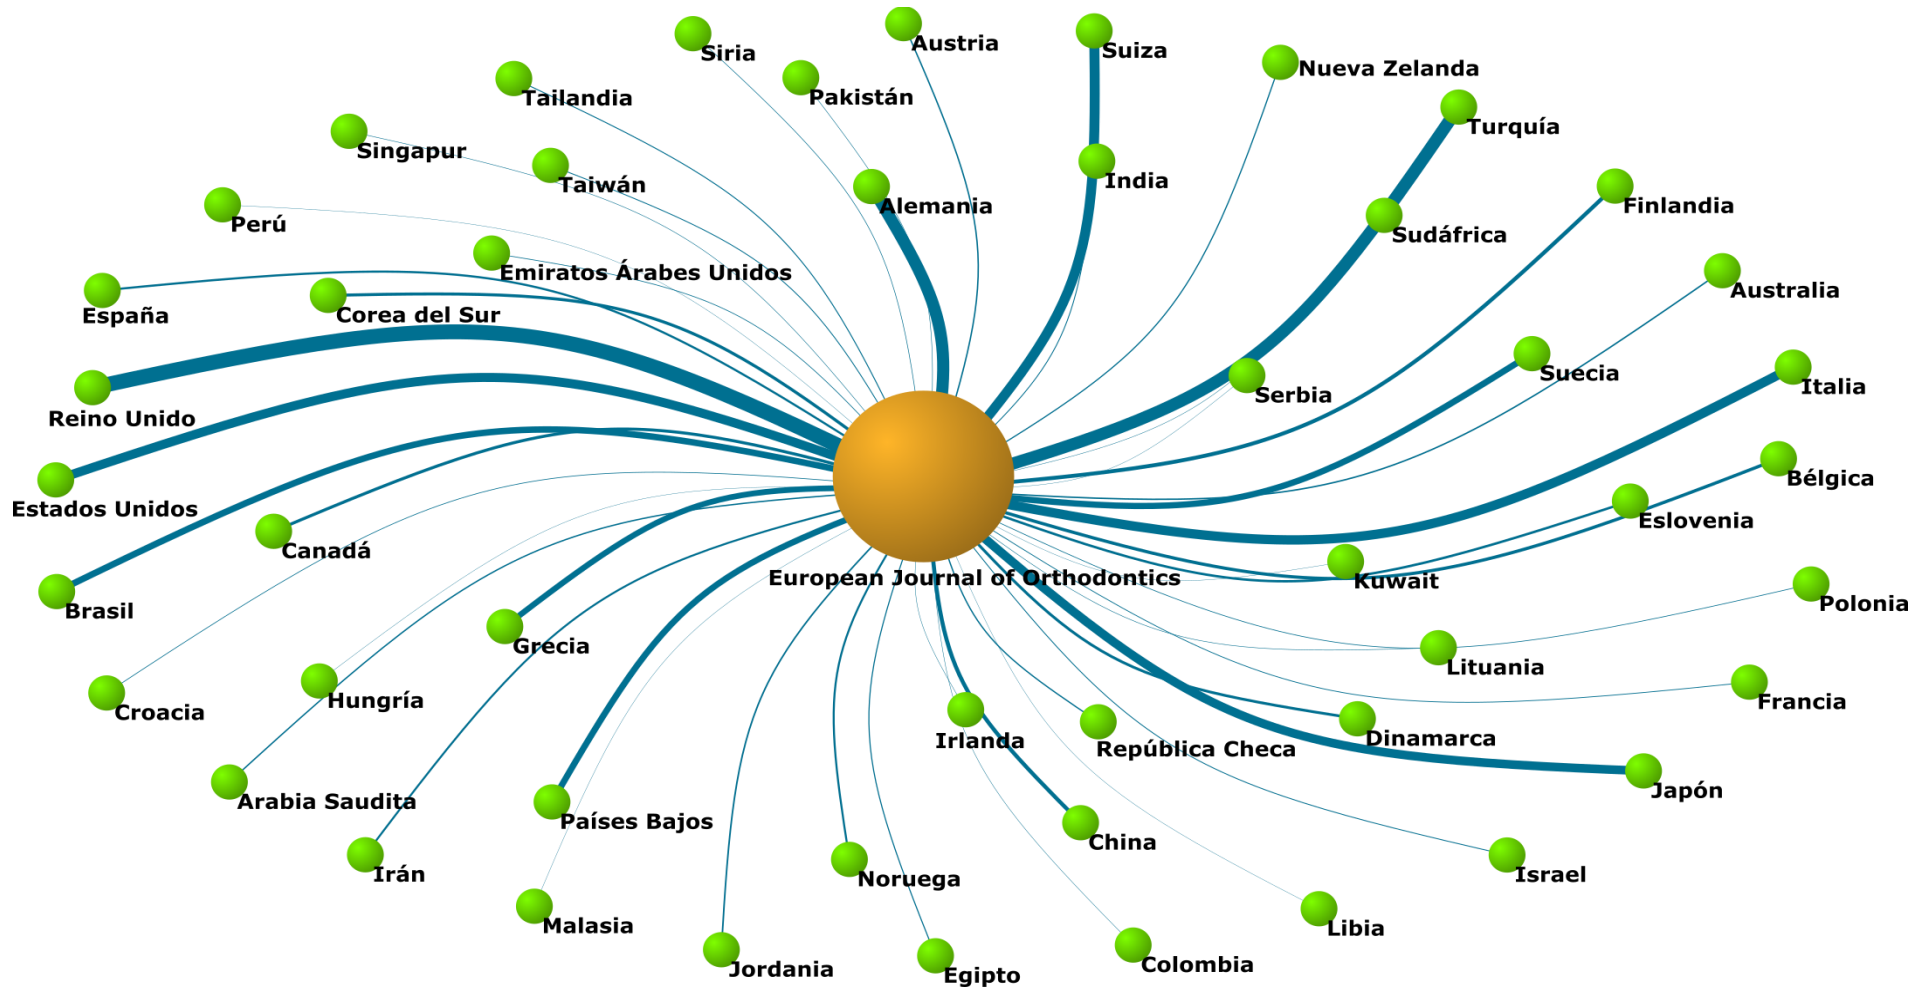 Austria
Siria
Suiza
Nueva Zelanda
Tailandia
Pakistán
Turquía
Singapur
Taiwán
India
Alemania
Finlandia
Perú
Sudáfrica
Emiratos Árabes Unidos
Australia
España
Corea del Sur
Suecia
Italia
Serbia
Reino Unido
Bélgica
Estados Unidos
Eslovenia
Canadá
European Journal of Orthodontics
Kuwait
Brasil
Polonia
Grecia
Lituania
Croacia
Hungría
Francia
Irlanda
República Checa
Dinamarca
Arabia Saudita
Japón
Países Bajos
China
Irán
Noruega
Israel
Malasia
Libia
Jordania
Egipto
Colombia